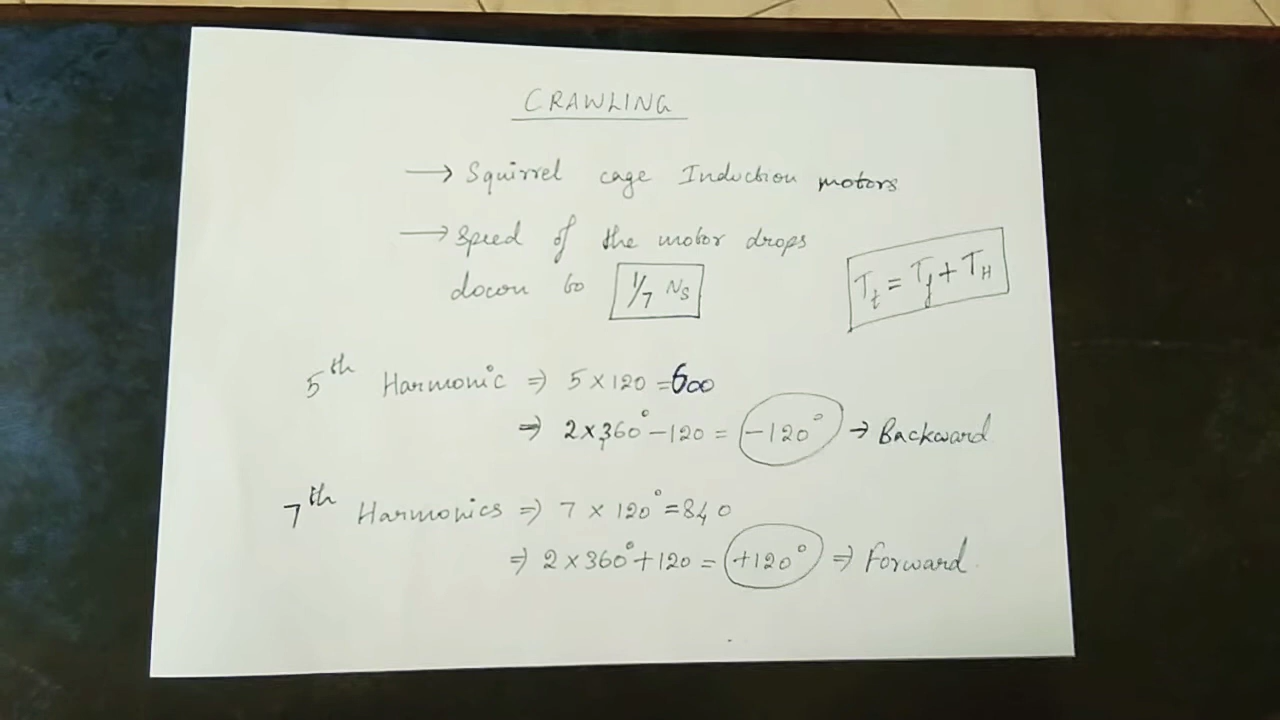 CRAWLING
→ Squirrel cage Induction motors
→ Speed of the motor drops
down to 1/7 Ns
Tt = Tf + TH
5th Harmonic ⇒ 5 × 120 = 600
⇒ 2 × 360° − 120 = −120° → Backward
7th Harmonics ⇒ 7 × 120° = 840
⇒ 2 × 360° + 120 = +120° ⇒ Forward